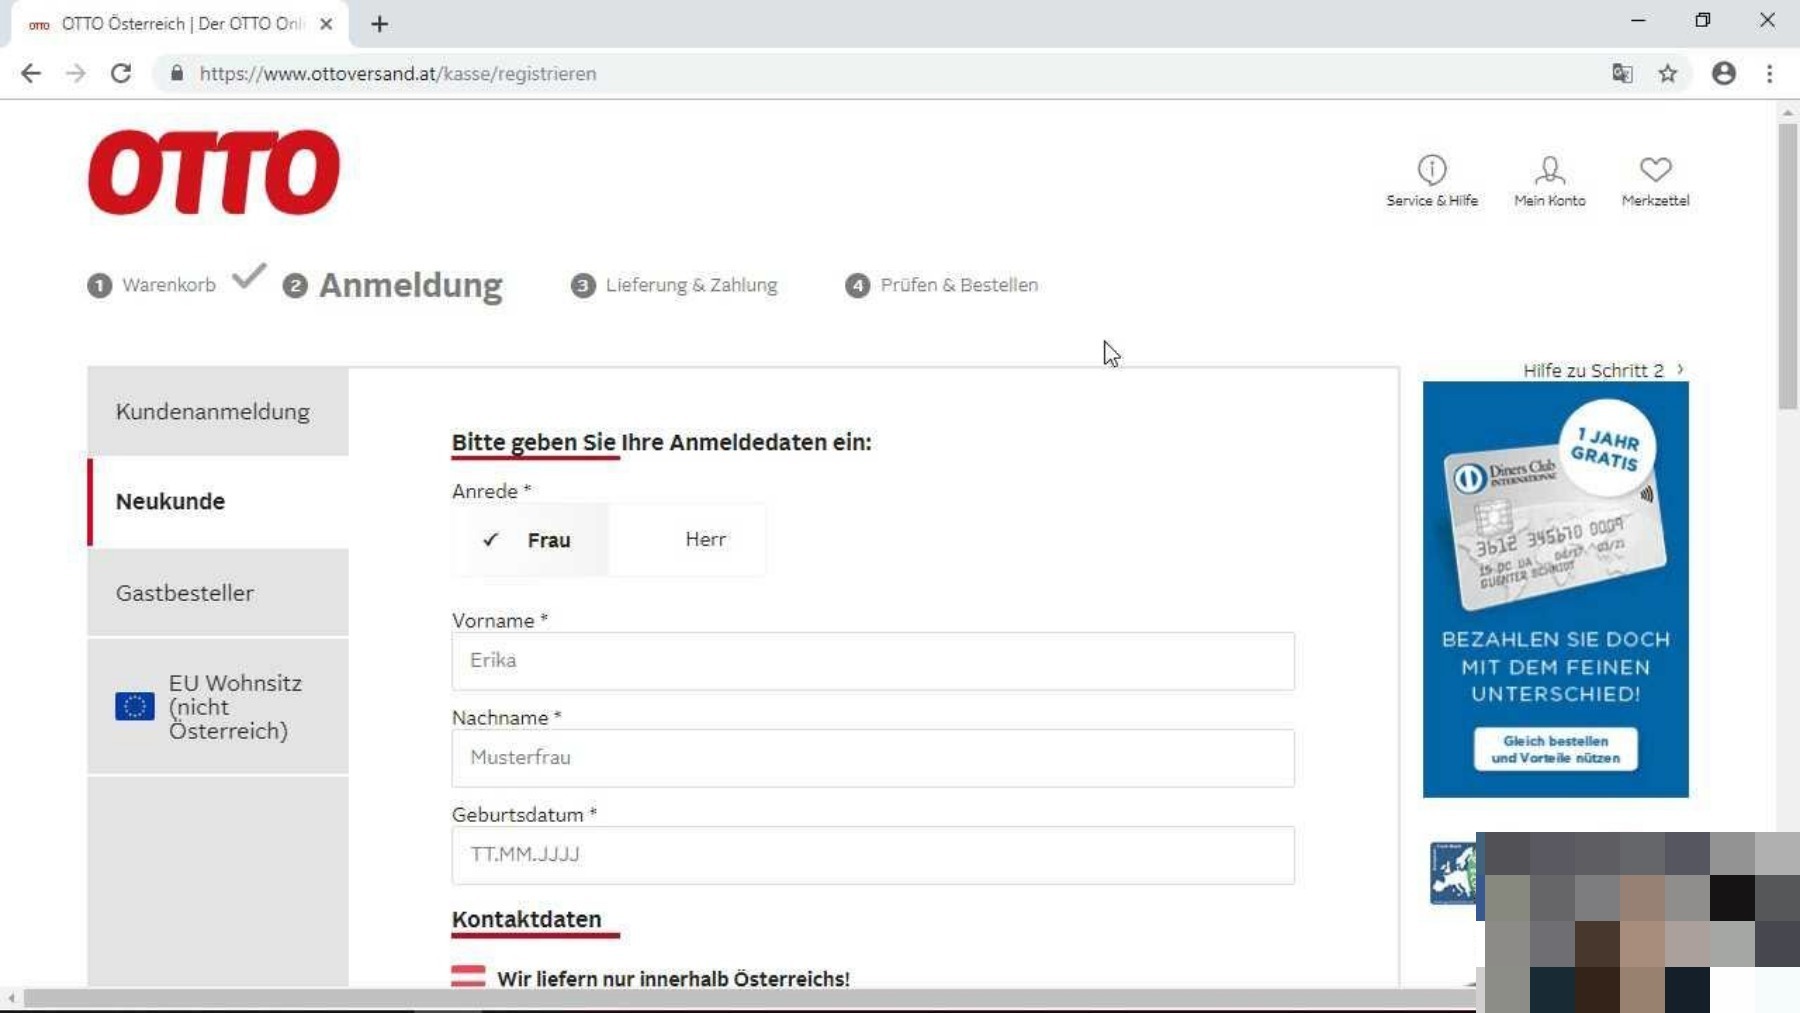 otto OTTO Österreich | Der OTTO Onli
https://www.ottoversand.at/kasse/registrieren
OTTO
Service & Hilfe
Mein Konto
Merkzettel
1 Warenkorb
2 Anmeldung
3 Lieferung & Zahlung
4 Prüfen & Bestellen
Hilfe zu Schritt 2
Kundenanmeldung
Neukunde
Gastbesteller
EU Wohnsitz
(nicht
Österreich)
Bitte geben Sie Ihre Anmeldedaten ein:
Anrede *
Frau
Herr
Vorname *
Erika
Nachname *
Musterfrau
Geburtsdatum *
TT.MM.JJJJ
Kontaktdaten
Wir liefern nur innerhalb Österreichs!
1 JAHR
GRATIS
Diners Club
INTERNATIONAL
3612 345670 0009
GUENTER SCHMIDT
BEZAHLEN SIE DOCH
MIT DEM FEINEN
UNTERSCHIED!
Gleich bestellen
und Vorteile nützen